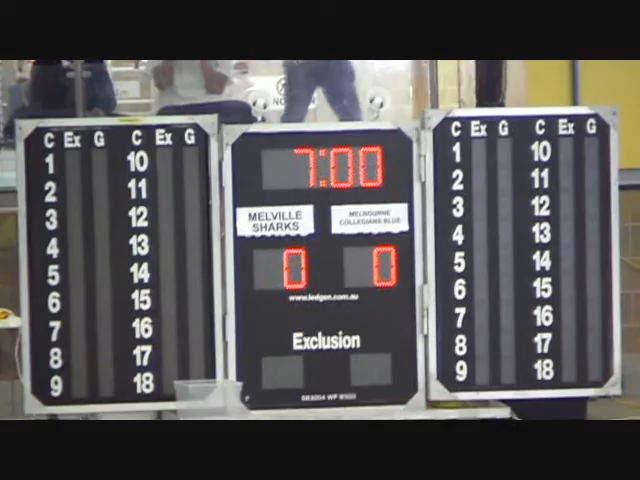 C Ex G C Ex G
1 10
2 11
3 12
4 13
5 14
6 15
7 16
8 17
9 18
7:00
MELVILLE
SHARKS
MELBOURNE
COLLEGIANS BLUE
0 0
www.ledgen.com.au
Exclusion
C Ex G C Ex G
1 10
2 11
3 12
4 13
5 14
6 15
7 16
8 17
9 18